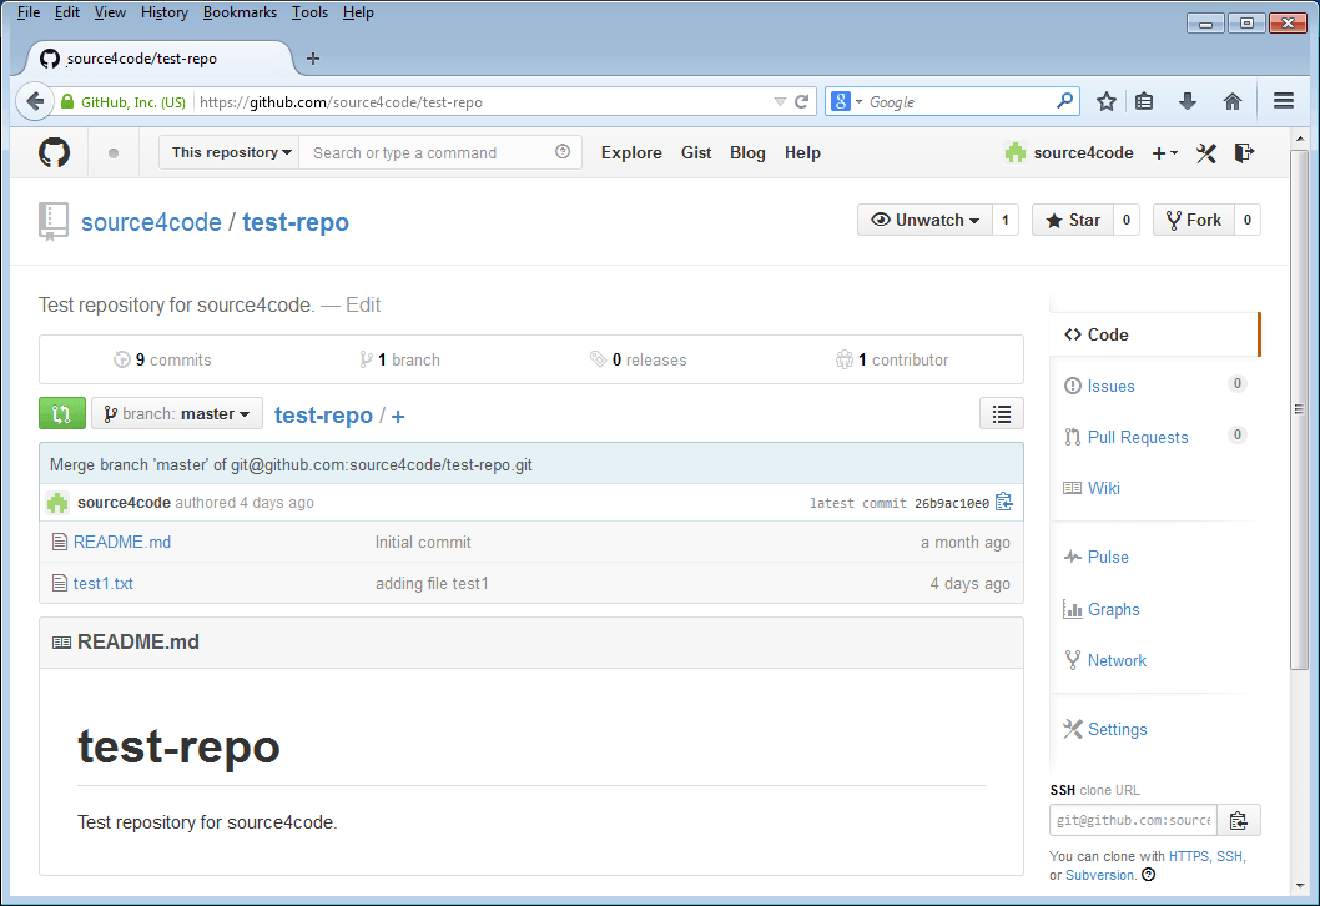 File Edit View History Bookmarks Tools Help
source4code/test-repo
GitHub, Inc. (US) https://github.com/source4code/test-repo Google
This repository Search or type a command Explore Gist Blog Help source4code
source4code / test-repo Unwatch 1 Star 0 Fork 0
Test repository for source4code. — Edit
9 commits 1 branch 0 releases 1 contributor
branch: master test-repo / +
Merge branch 'master' of git@github.com:source4code/test-repo.git
source4code authored 4 days ago latest commit 26b9ac10e0
README.md Initial commit a month ago
test1.txt adding file test1 4 days ago
README.md
test-repo
Test repository for source4code.
Code
Issues 0
Pull Requests 0
Wiki
Pulse
Graphs
Network
Settings
SSH clone URL
git@github.com:source
You can clone with HTTPS, SSH,
or Subversion.